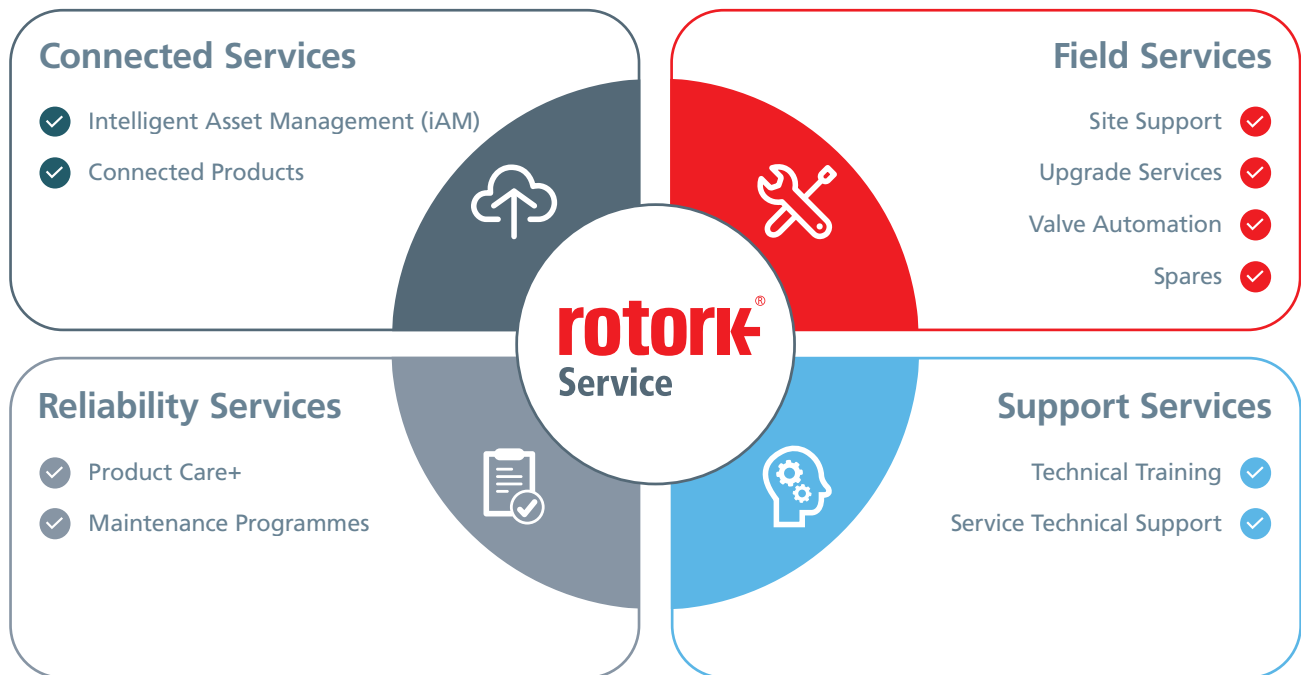 Connected Services
Intelligent Asset Management (iAM)
Connected Products
Field Services
Site Support
Upgrade Services
Valve Automation
Spares
rotork®
Service
Reliability Services
Product Care+
Maintenance Programmes
Support Services
Technical Training
Service Technical Support